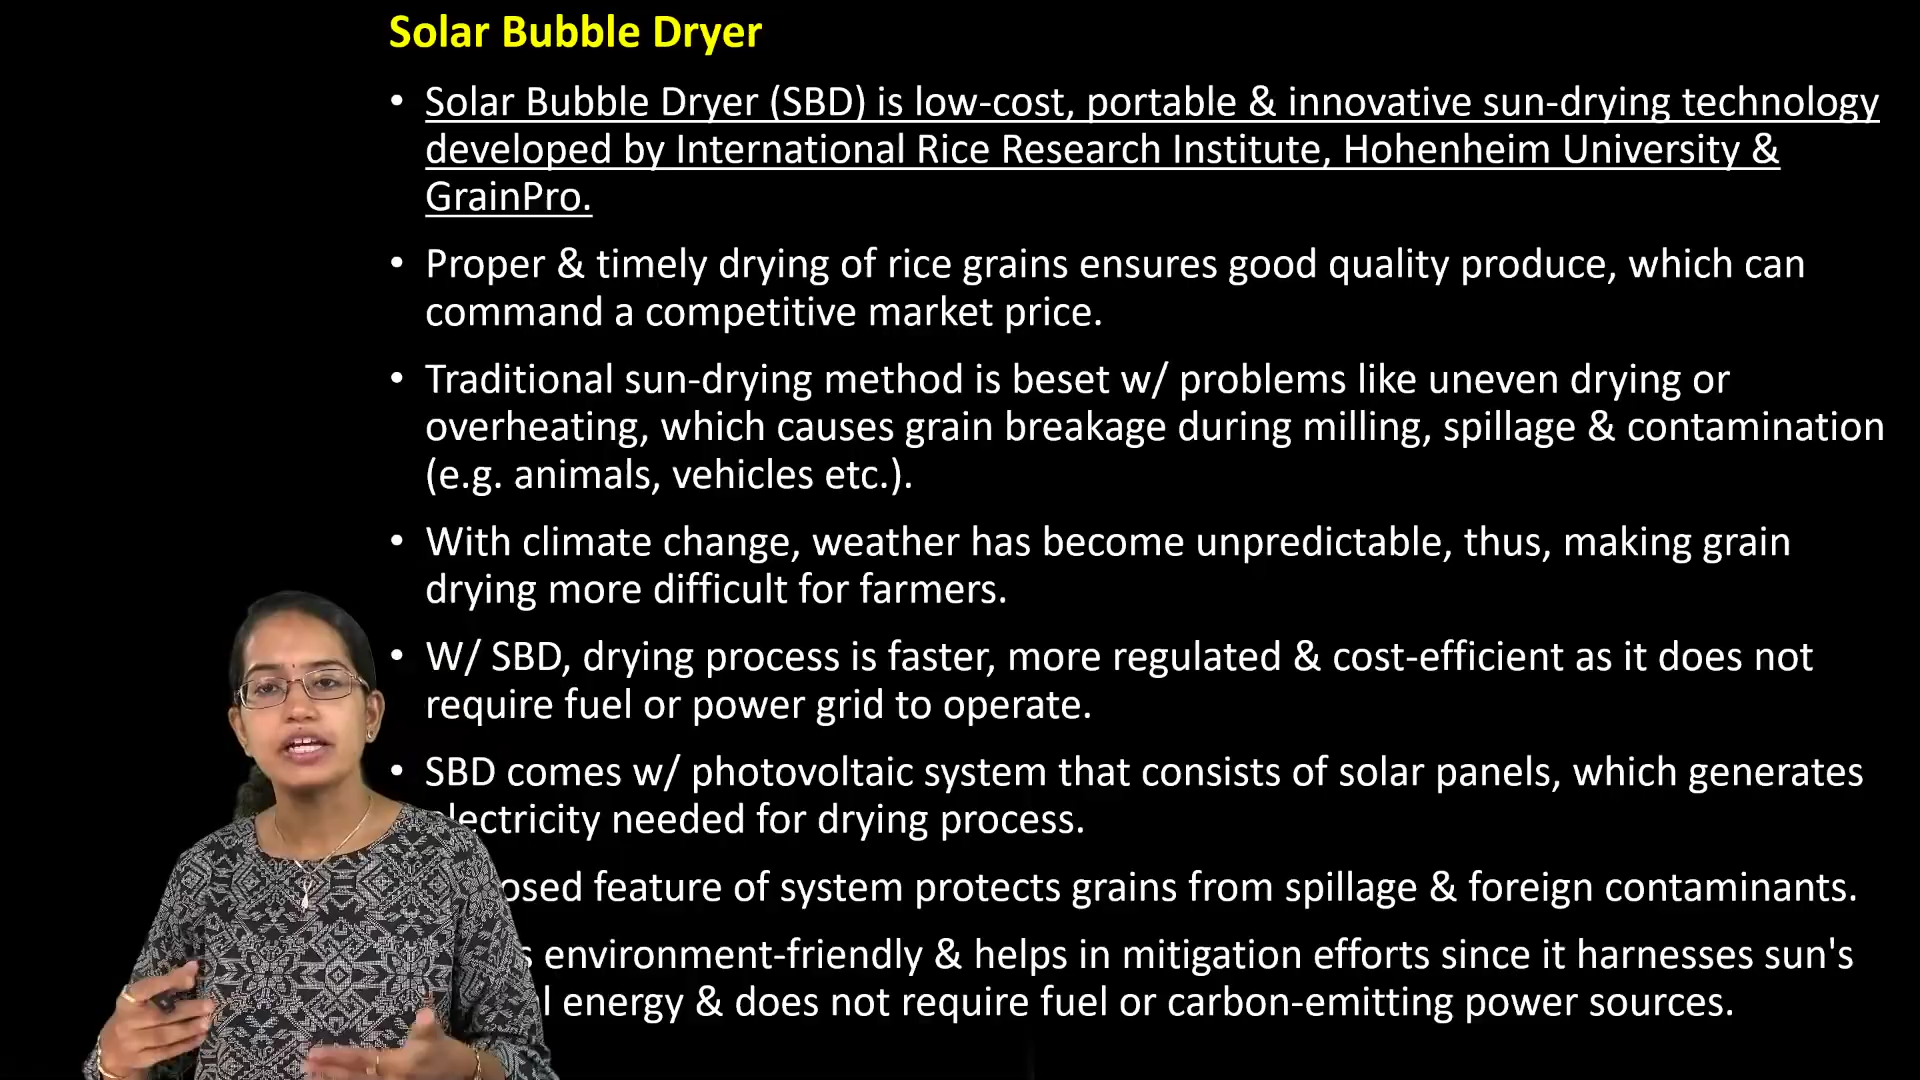 Solar Bubble Dryer
• Solar Bubble Dryer (SBD) is low-cost, portable & innovative sun-drying technology
developed by International Rice Research Institute, Hohenheim University &
GrainPro.
• Proper & timely drying of rice grains ensures good quality produce, which can
command a competitive market price.
• Traditional sun-drying method is beset w/ problems like uneven drying or
overheating, which causes grain breakage during milling, spillage & contamination
(e.g. animals, vehicles etc.).
• With climate change, weather has become unpredictable, thus, making grain
drying more difficult for farmers.
• W/ SBD, drying process is faster, more regulated & cost-efficient as it does not
require fuel or power grid to operate.
• SBD comes w/ photovoltaic system that consists of solar panels, which generates
electricity needed for drying process.
feature of system protects grains from spillage & foreign contaminants.
environment-friendly & helps in mitigation efforts since it harnesses sun's
energy & does not require fuel or carbon-emitting power sources.